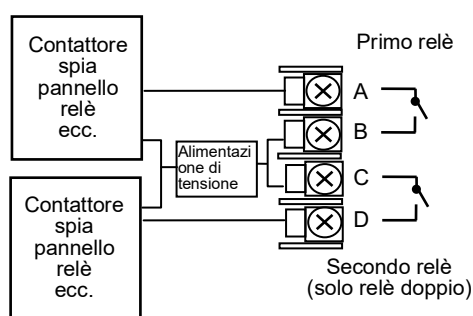 Contattore
spia
pannello
relè
ecc.
Primo relè
A
B
Alimentazi
one di
tensione
C
D
Contattore
spia
pannello
relè
ecc.
Secondo relè
(solo relè doppio)